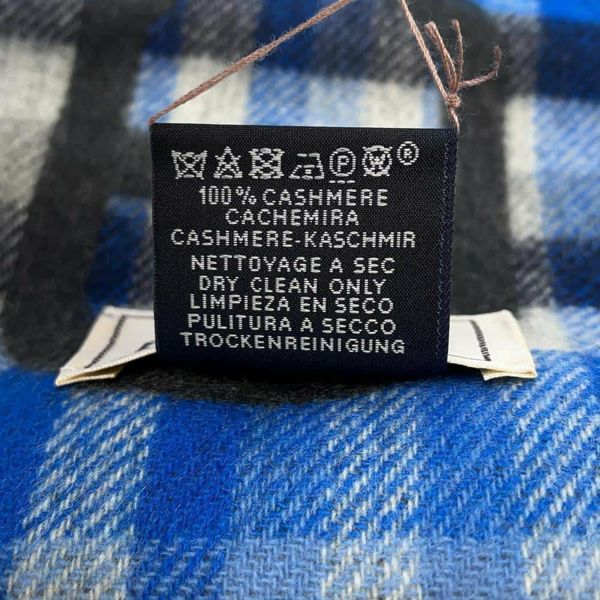 P W ®
100% CASHMERE
CACHEMIRA
CASHMERE-KASCHMIR
NETTOYAGE A SEC
DRY CLEAN ONLY
LIMPIEZA EN SECO
PULITURA A SECCO
TROCKENREINIGUNG